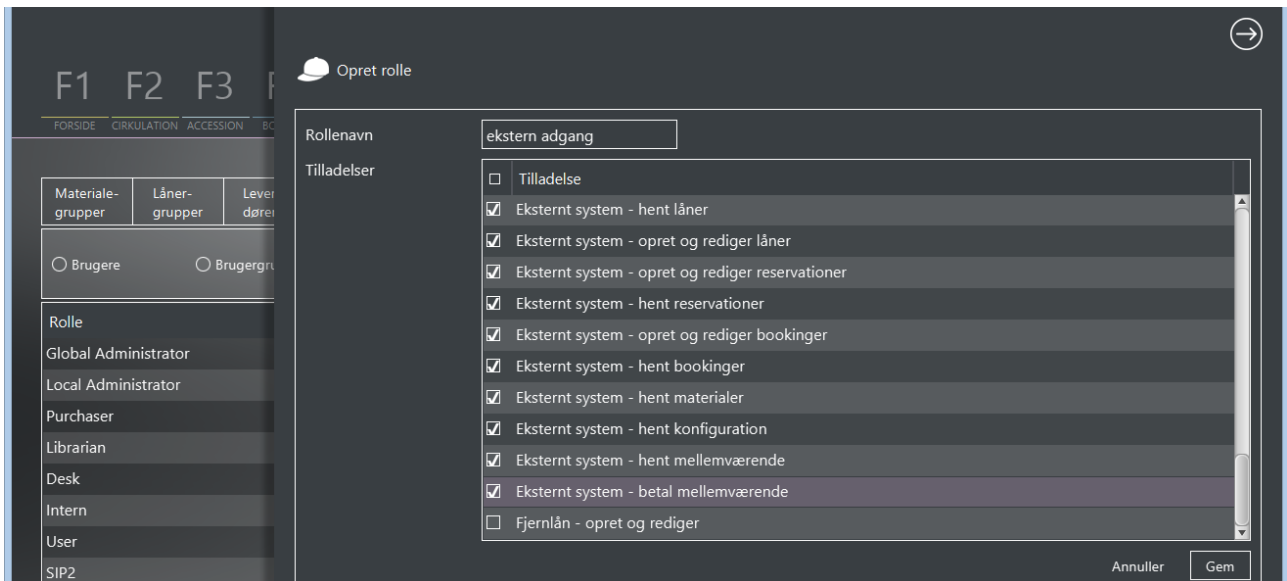 Opret rolle
F1 F2 F3
FORSIDE CIRKULATION ACCESSION
Rollenavn ekstern adgang
Tilladelser
Tilladelse
Materiale-
grupper
Låner-
grupper
Brugere
Rolle
Global Administrator
Local Administrator
Purchaser
Librarian
Desk
Intern
User
SIP2
Eksternt system - hent låner
Eksternt system - opret og rediger låner
Eksternt system - opret og rediger reservationer
Eksternt system - hent reservationer
Eksternt system - opret og rediger bookinger
Eksternt system - hent bookinger
Eksternt system - hent materialer
Eksternt system - hent konfiguration
Eksternt system - hent mellemværende
Eksternt system - betal mellemværende
Fjernlån - opret og rediger
Annuller Gem